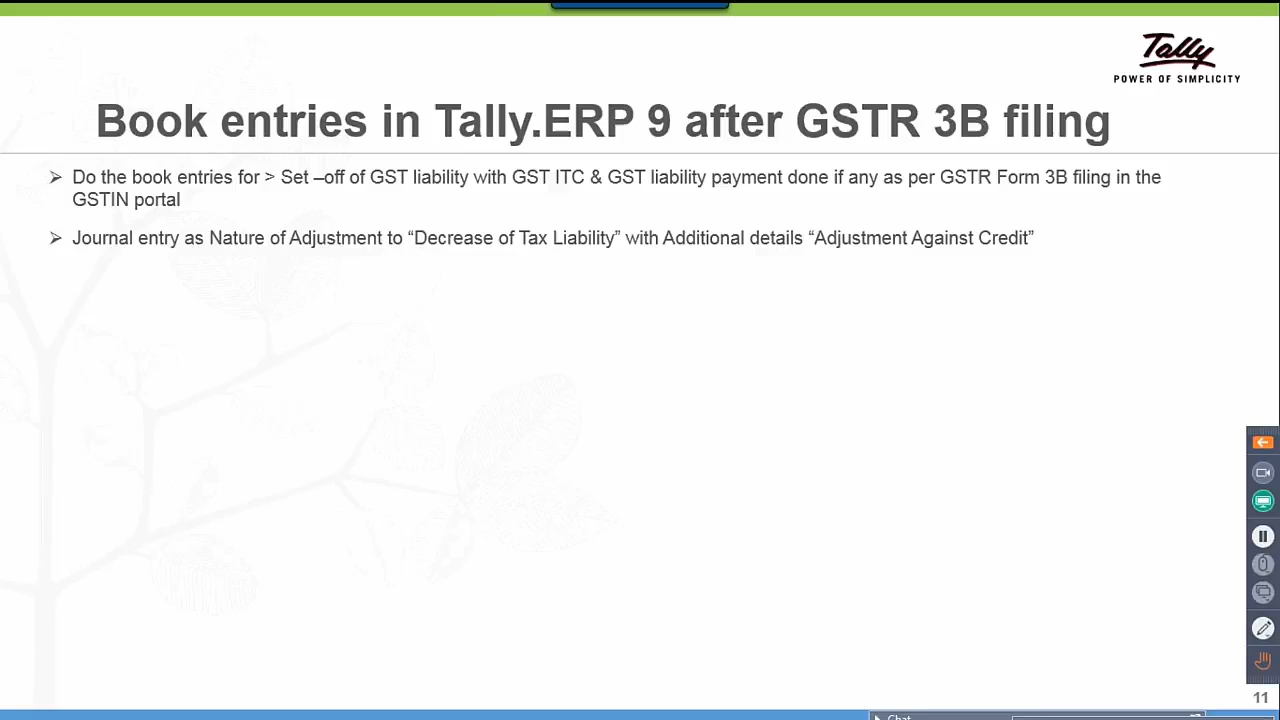 Tally
POWER OF SIMPLICITY
Book entries in Tally.ERP 9 after GSTR 3B filing
➢ Do the book entries for > Set –off of GST liability with GST ITC & GST liability payment done if any as per GSTR Form 3B filing in the
GSTIN portal
➢ Journal entry as Nature of Adjustment to “Decrease of Tax Liability” with Additional details “Adjustment Against Credit”
11
Chat